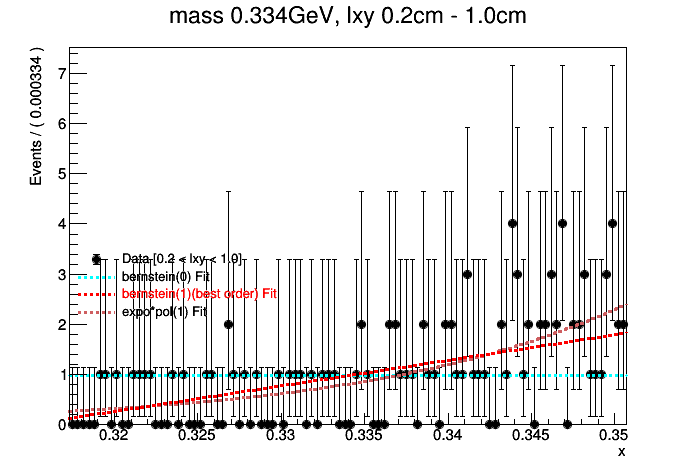 mass 0.334GeV, lxy 0.2cm - 1.0cm
Events / ( 0.000334 )
7
6
5
4
3
2
1
0
Data [0.2 < lxy < 1.0]
bernstein(0) Fit
bernstein(1)(best order) Fit
expo*pol(1) Fit
0.32 0.325 0.33 0.335 0.34 0.345 0.35
x